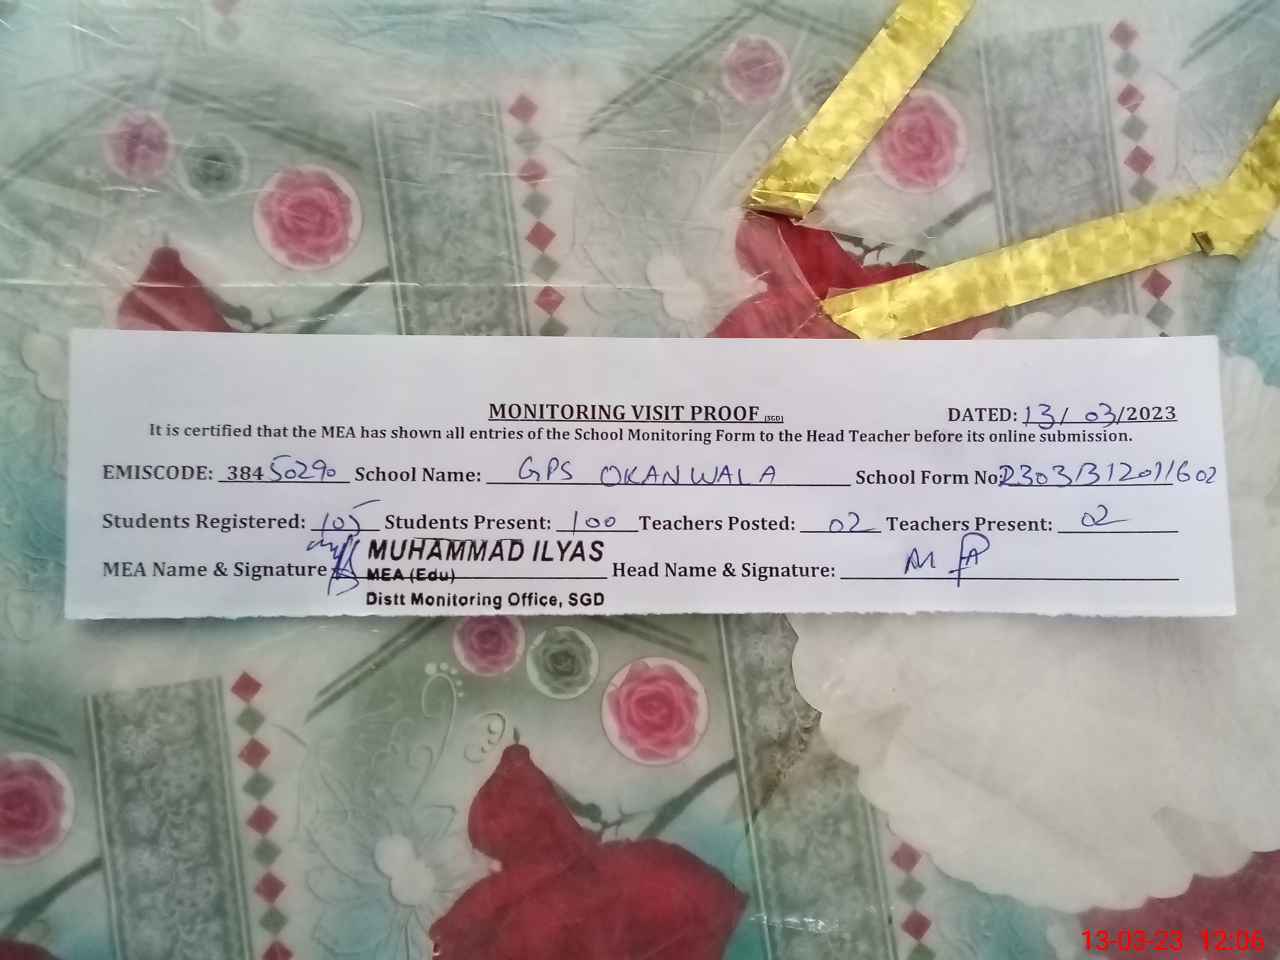 MONITORING VISIT PROOF (SGD) DATED: 13/03/2023
It is certified that the MEA has shown all entries of the School Monitoring Form to the Head Teacher before its online submission.
EMISCODE: 38450290 School Name: GPS OKANWALA School Form No: 23031312011602
Students Registered: 105 Students Present: 100 Teachers Posted: 02 Teachers Present: 02
MEA Name & Signature MUHAMMAD ILYAS Head Name & Signature:
MEA (Edu)
Distt Monitoring Office, SGD
13-03-23 12:06